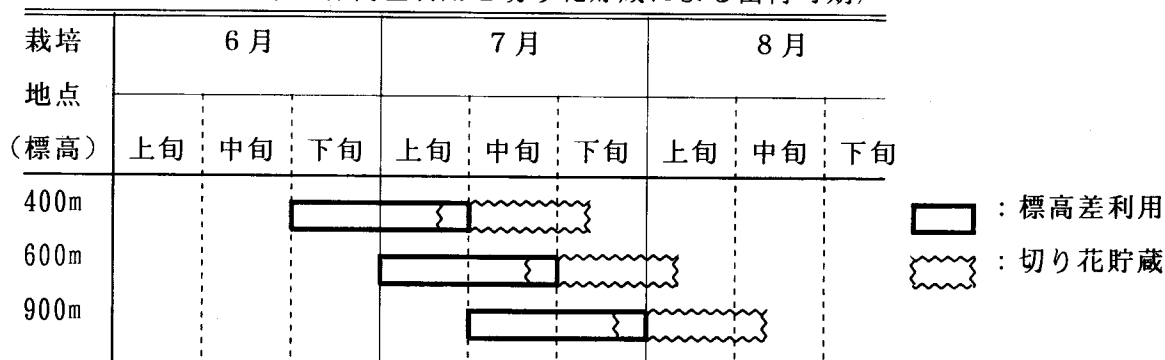 栽培 6月 7月 8月
地点
(標高) 上旬 中旬 下旬 上旬 中旬 下旬 上旬 中旬 下旬
400m
:標高差利用
600m
:切り花貯蔵
900m